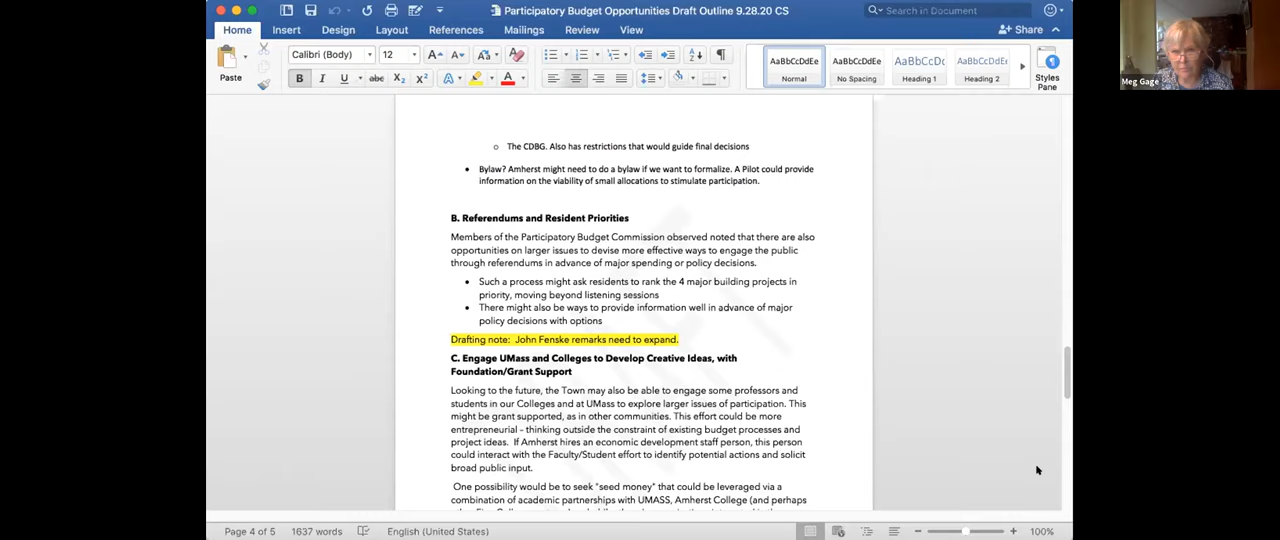 Participatory Budget Opportunities Draft Outline 9.28.20 CS
Search in Document
Home Insert Design Layout References Mailings Review View
Share
Paste
Calibri (Body) 12
B I U abc X₂ X²
AaBbCcDdEe AaBbCcDdEe AaBbCcDc AaBbCcDdEe
Normal No Spacing Heading 1 Heading 2
Styles
Pane
Meg Gage
The CDBG. Also has restrictions that would guide final decisions
Bylaw? Amherst might need to do a bylaw if we want to formalize. A Pilot could provide
information on the viability of small allocations to stimulate participation.
B. Referendums and Resident Priorities
Members of the Participatory Budget Commission observed noted that there are also
opportunities on larger issues to devise more effective ways to engage the public
through referendums in advance of major spending or policy decisions.
Such a process might ask residents to rank the 4 major building projects in
priority, moving beyond listening sessions
There might also be ways to provide information well in advance of major
policy decisions with options
Drafting note: John Fenske remarks need to expand.
C. Engage UMass and Colleges to Develop Creative Ideas, with
Foundation/Grant Support
Looking to the future, the Town may also be able to engage some professors and
students in our Colleges and at UMass to explore larger issues of participation. This
might be grant supported, as in other communities. This effort could be more
entrepreneurial - thinking outside the constraint of existing budget processes and
project ideas. If Amherst hires an economic development staff person, this person
could interact with the Faculty/Student effort to identify potential actions and solicit
broad public input.
One possibility would be to seek "seed money" that could be leveraged via a
combination of academic partnerships with UMASS, Amherst College (and perhaps
Page 4 of 5 1637 words English (United States) 100%